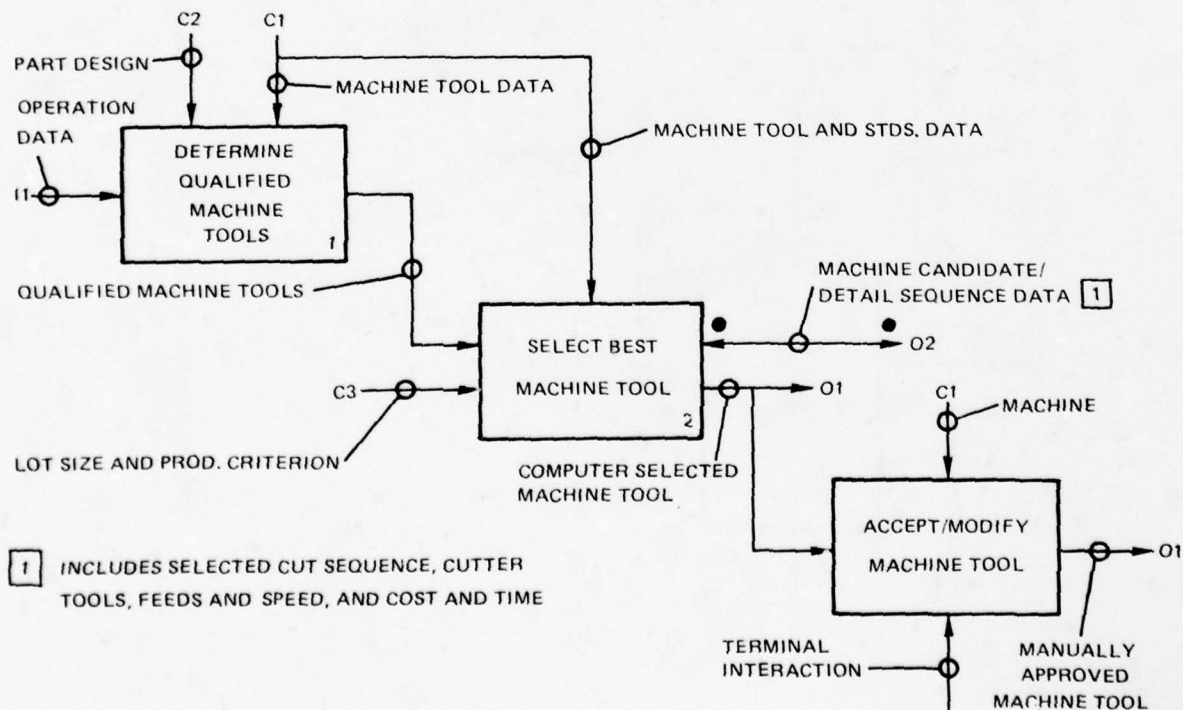 C2
C1
PART DESIGN
MACHINE TOOL DATA
OPERATION
DATA
I1
DETERMINE
QUALIFIED
MACHINE
TOOLS
1
MACHINE TOOL AND STDS. DATA
QUALIFIED MACHINE TOOLS
MACHINE CANDIDATE/
DETAIL SEQUENCE DATA 1
O2
SELECT BEST
MACHINE TOOL
2
C3
O1
LOT SIZE AND PROD. CRITERION
COMPUTER SELECTED
MACHINE TOOL
C1
MACHINE
ACCEPT/MODIFY
MACHINE TOOL
O1
1 INCLUDES SELECTED CUT SEQUENCE, CUTTER
TOOLS, FEEDS AND SPEED, AND COST AND TIME
TERMINAL
INTERACTION
MANUALLY
APPROVED
MACHINE TOOL